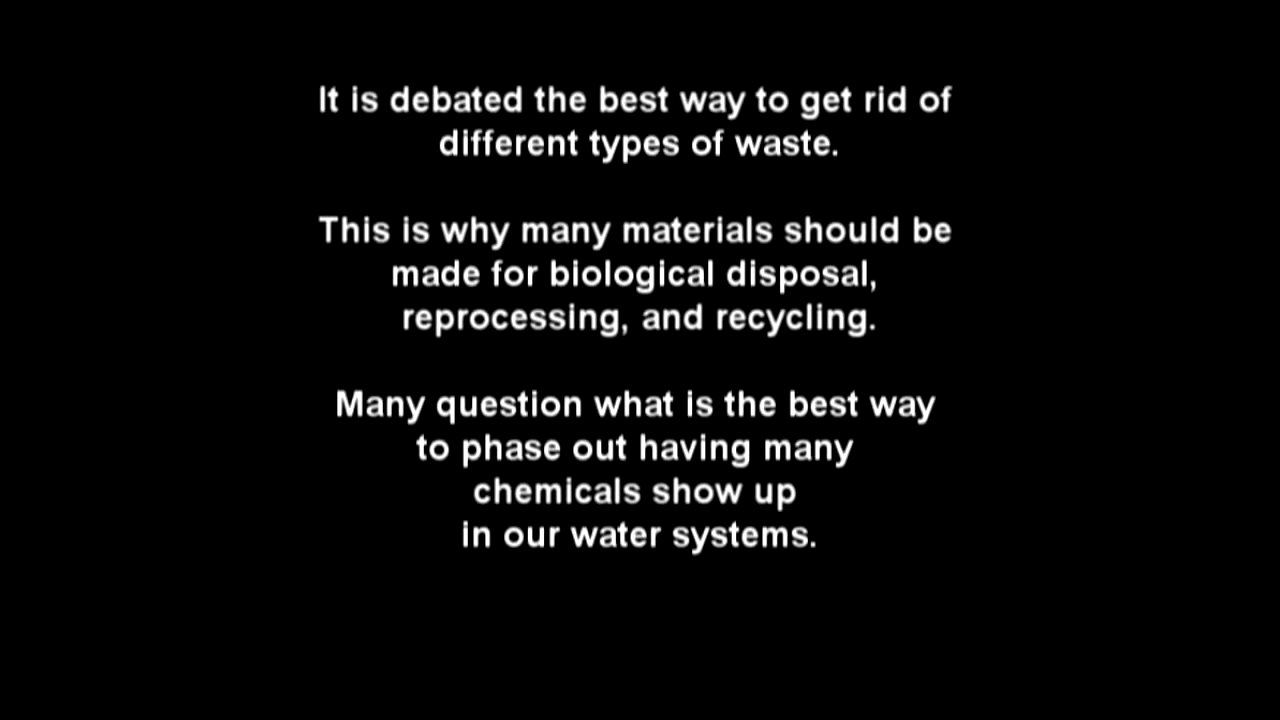 It is debated the best way to get rid of
different types of waste.
This is why many materials should be
made for biological disposal,
reprocessing, and recycling.
Many question what is the best way
to phase out having many
chemicals show up
in our water systems.